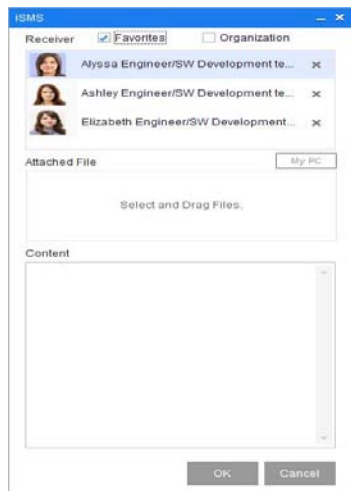 iSMS
Receiver Favorites Organization
Alyssa Engineer/SW Development te...
Ashley Engineer/SW Development te...
Elizabeth Engineer/SW Development...
Attached File My PC
Select and Drag Files.
Content
OK Cancel